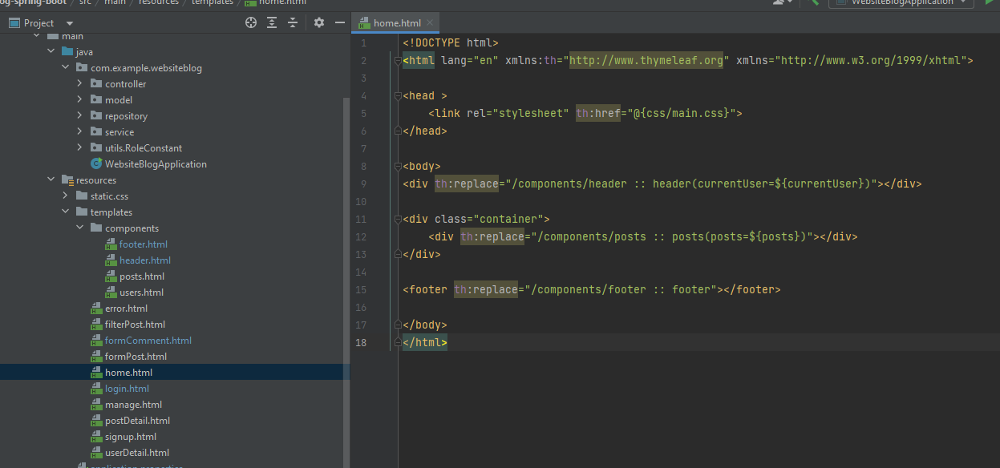 og-spring-boot / src / main / resources / templates / home.html
WebsiteBlogApplication
Project
main
java
com.example.websiteblog
controller
model
repository
service
utils.RoleConstant
WebsiteBlogApplication
resources
static.css
templates
components
footer.html
header.html
posts.html
users.html
error.html
filterPost.html
formComment.html
formPost.html
home.html
login.html
manage.html
postDetail.html
signup.html
userDetail.html
application.properties
home.html
1 <!DOCTYPE html>
2 <html lang="en" xmlns:th="http://www.thymeleaf.org" xmlns="http://www.w3.org/1999/xhtml">
3
4 <head >
5 <link rel="stylesheet" th:href="@{css/main.css}">
6 </head>
7
8 <body>
9 <div th:replace="/components/header :: header(currentUser=${currentUser})"></div>
10
11 <div class="container">
12 <div th:replace="/components/posts :: posts(posts=${posts})"></div>
13 </div>
14
15 <footer th:replace="/components/footer :: footer"></footer>
16
17 </body>
18 </html>